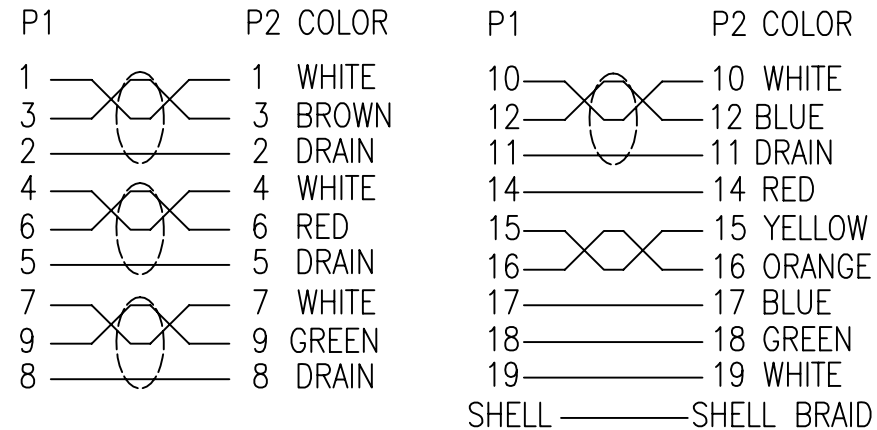 P1 P2 COLOR
1 1 WHITE
3 3 BROWN
2 2 DRAIN
4 4 WHITE
6 6 RED
5 5 DRAIN
7 7 WHITE
9 9 GREEN
8 8 DRAIN
P1 P2 COLOR
10 10 WHITE
12 12 BLUE
11 11 DRAIN
14 14 RED
15 15 YELLOW
16 16 ORANGE
17 17 BLUE
18 18 GREEN
19 19 WHITE
SHELL SHELL BRAID